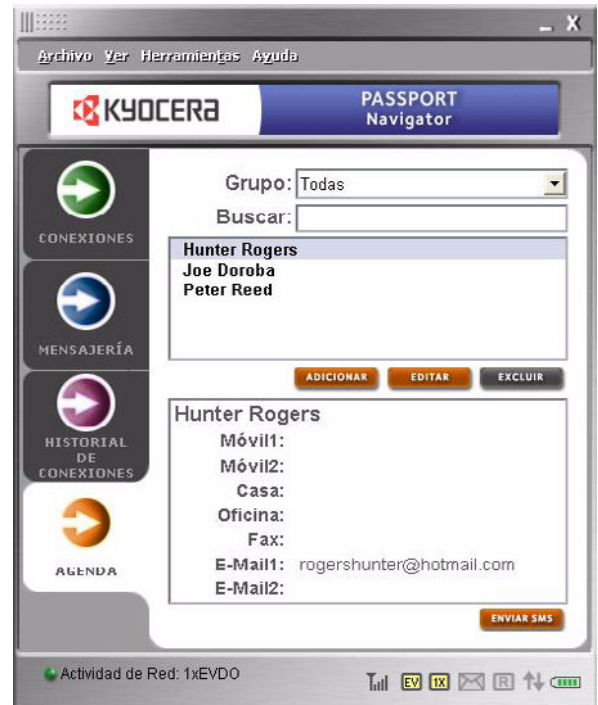 _ X
Archivo Ver Herramientas Ayuda
KYOCERA
PASSPORT
Navigator
CONEXIONES
MENSAJERÍA
HISTORIAL
DE
CONEXIONES
AGENDA
Grupo: Todas
Buscar:
Hunter Rogers
Joe Doroba
Peter Reed
ADICIONAR EDITAR EXCLUIR
Hunter Rogers
Móvil1:
Móvil2:
Casa:
Oficina:
Fax:
E-Mail1: rogershunter@hotmail.com
E-Mail2:
ENVIAR SMS
Actividad de Red: 1xEVDO
EV 1X R